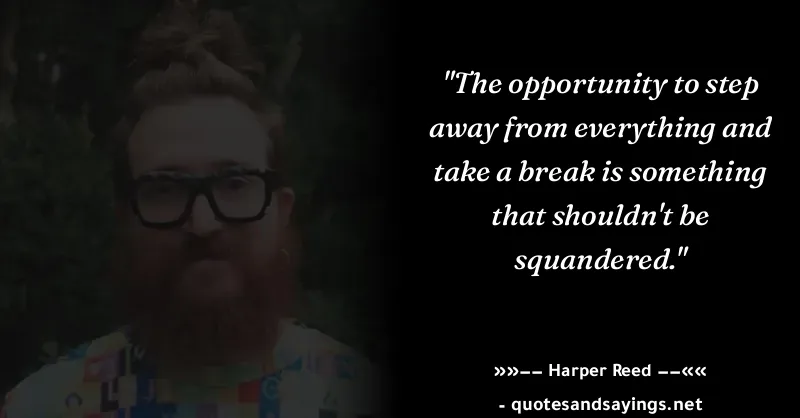 "The opportunity to step
away from everything and
take a break is something
that shouldn't be
squandered."
»»−− Harper Reed −−««
- quotesandsayings.net